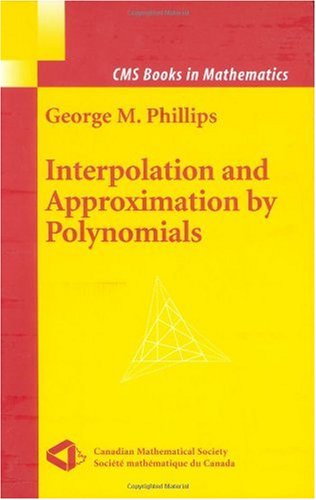 CMS Books in Mathematics
George M. Phillips
Interpolation and
Approximation by
Polynomials
Canadian Mathematical Society
Société mathématique du Canada